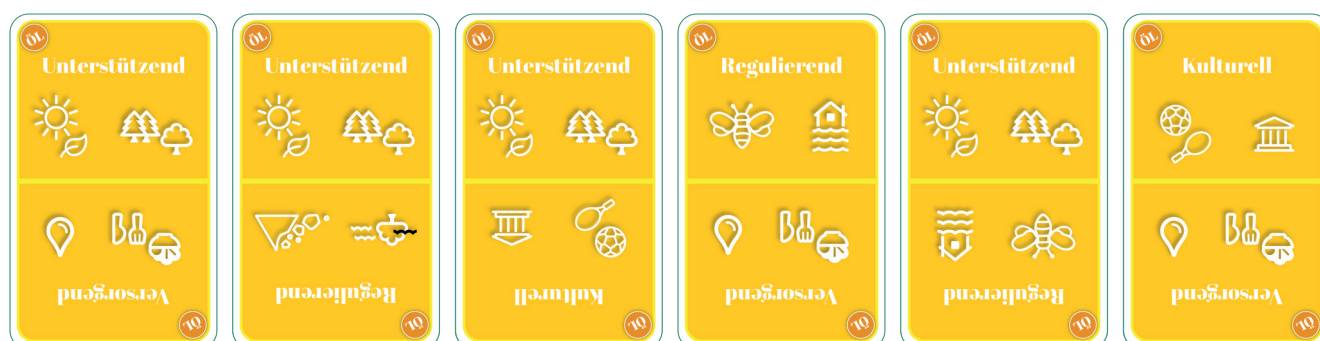 ÖL
Unterstützend
Versorgend
ÖL
ÖL
Unterstützend
Regulierend
ÖL
ÖL
Unterstützend
Kulturell
ÖL
ÖL
Regulierend
Versorgend
ÖL
ÖL
Unterstützend
Regulierend
ÖL
ÖL
Kulturell
Versorgend
ÖL